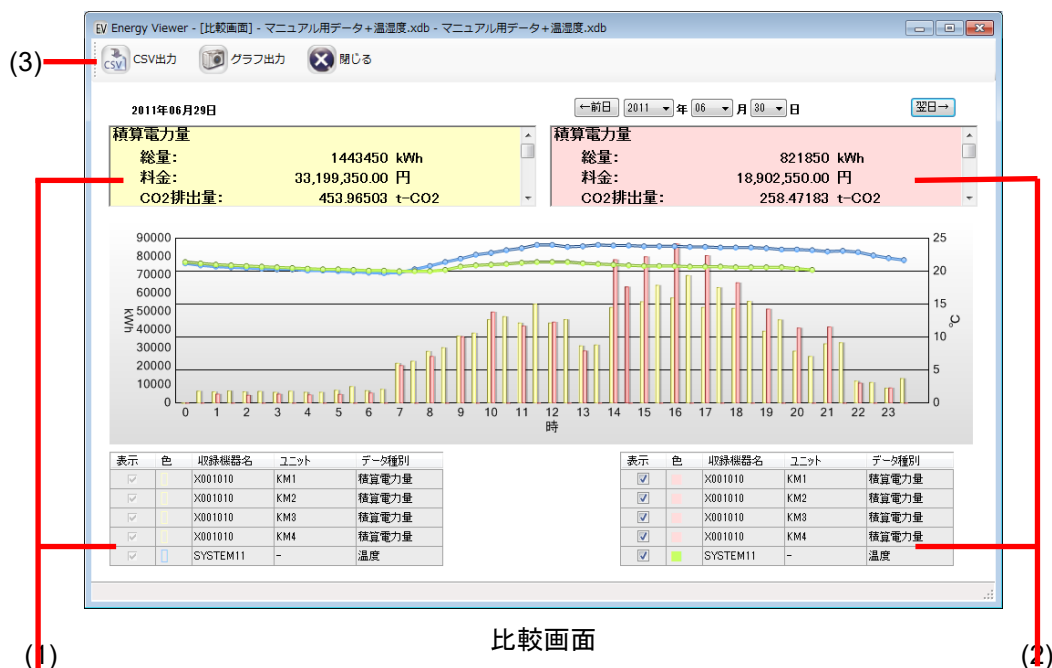 Energy Viewer - [比較画面] - マニュアル用データ+温湿度.xdb - マニュアル用データ+温湿度.xdb
(3)
CSV出力 グラフ出力 閉じる
2011年06月29日 ←前日 2011 年 06 月 30 日 翌日→
積算電力量
総量: 1443450 kWh
料金: 33,199,350.00 円
CO2排出量: 453.96503 t-CO2
積算電力量
総量: 821850 kWh
料金: 18,902,550.00 円
CO2排出量: 258.47183 t-CO2
90000
80000
70000
60000
50000
40000
30000
20000
10000
0
kWh
25
20
15
10
5
0
℃
0 1 2 3 4 5 6 7 8 9 10 11 12 13 14 15 16 17 18 19 20 21 22 23
時
表示 色 収録機器名 ユニット データ種別
X001010 KM1 積算電力量
X001010 KM2 積算電力量
X001010 KM3 積算電力量
X001010 KM4 積算電力量
SYSTEM11 - 温度
表示 色 収録機器名 ユニット データ種別
X001010 KM1 積算電力量
X001010 KM2 積算電力量
X001010 KM3 積算電力量
X001010 KM4 積算電力量
SYSTEM11 - 温度
(1)
比較画面
(2)